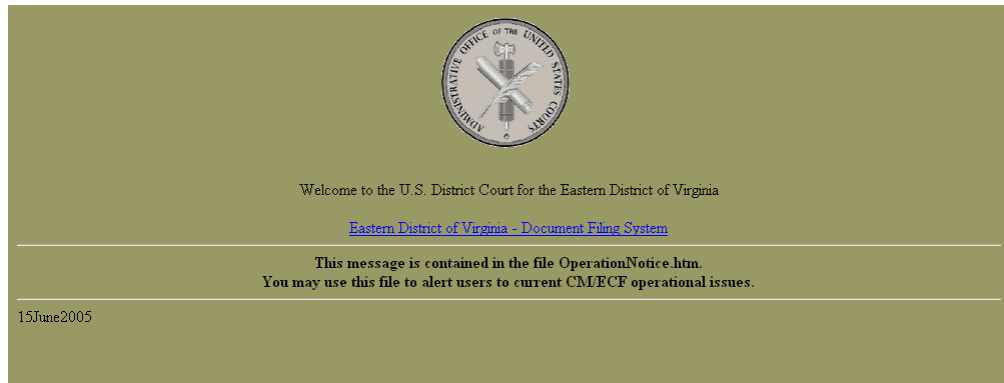 ADMINISTRATIVE OFFICE OF THE UNITED STATES COURTS
Welcome to the U.S. District Court for the Eastern District of Virginia
Eastern District of Virginia - Document Filing System
This message is contained in the file OperationNotice.htm.
You may use this file to alert users to current CM/ECF operational issues.
15June2005